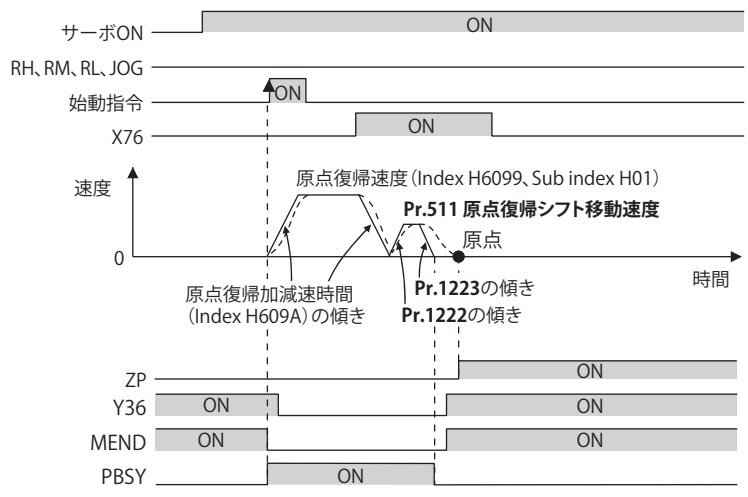 サーボON
ON
RH、RM、RL、JOG
始動指令
ON
X76
ON
速度
原点復帰速度（Index H6099、Sub index H01）
Pr.511 原点復帰シフト移動速度
原点
0
時間
原点復帰加減速時間
（Index H609A）の傾き
Pr.1223の傾き
Pr.1222の傾き
ZP
ON
Y36
ON
ON
MEND
ON
ON
PBSY
ON